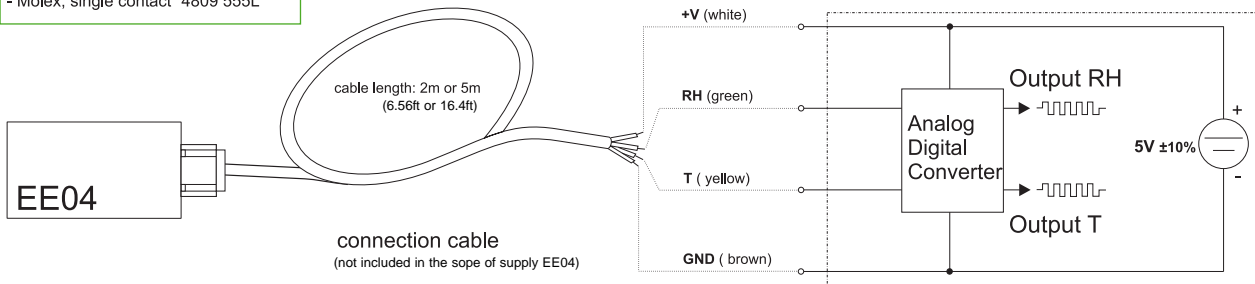 - Molex, single contact 4809 555L
+V (white)
cable length: 2m or 5m
(6.56ft or 16.4ft)
RH (green)
Output RH
Analog
Digital
Converter
+
5V ±10%
-
T ( yellow)
Output T
EE04
connection cable
(not included in the sope of supply EE04)
GND ( brown)